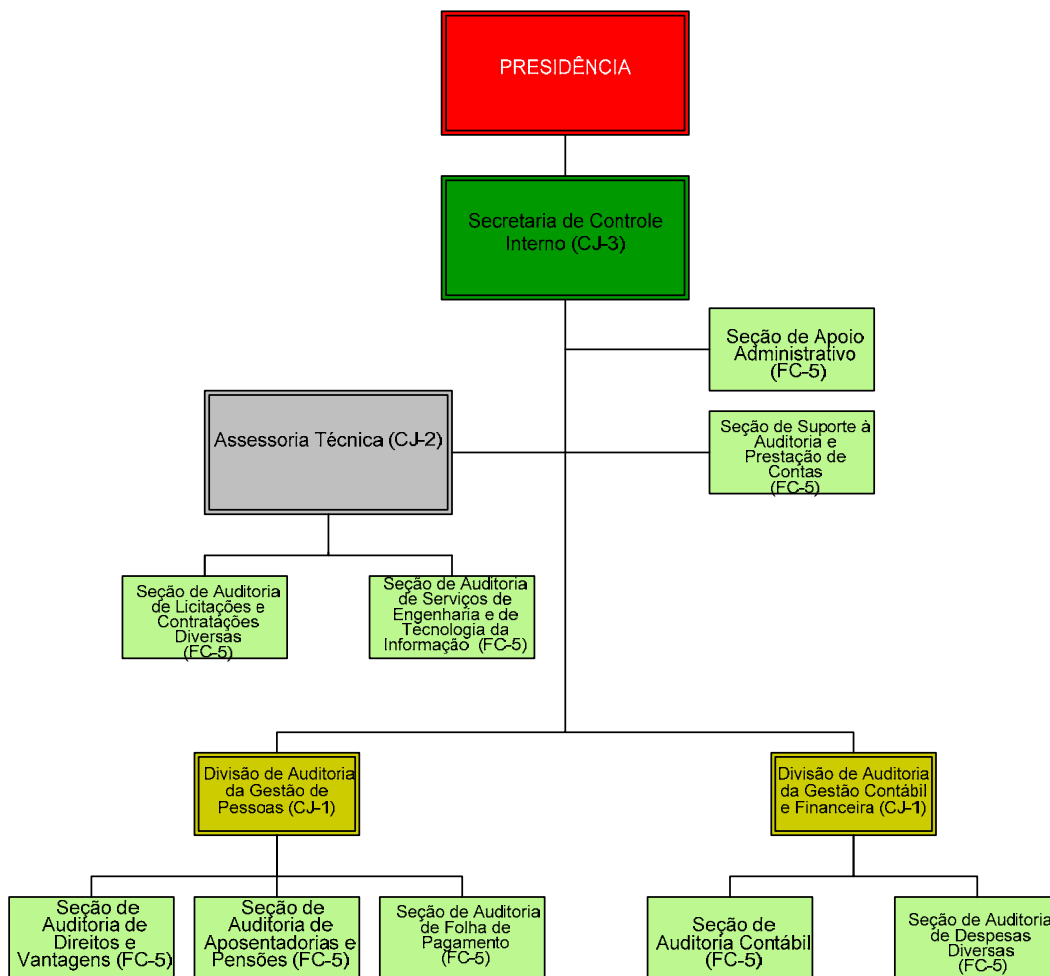 PRESIDÊNCIA
Secretaria de Controle
Interno (CJ-3)
Seção de Apoio
Administrativo
(FC-5)
Assessoria Técnica (CJ-2)
Seção de Suporte à
Auditoria e
Prestação de
Contas
(FC-5)
Seção de Auditoria
de Licitações e
Contratações
Diversas
(FC-5)
Seção de Auditoria
de Serviços de
Engenharia e de
Tecnologia da
Informação (FC-5)
Divisão de Auditoria
da Gestão de
Pessoas (CJ-1)
Divisão de Auditoria
da Gestão Contábil
e Financeira (CJ-1)
Seção de
Auditoria de
Direitos e
Vantagens (FC-5)
Seção de
Auditoria de
Aposentadorias e
Pensões (FC-5)
Seção de Auditoria
de Folha de
Pagamento
(FC-5)
Seção de
Auditoria Contábil
(FC-5)
Seção de Auditoria
de Despesas
Diversas
(FC-5)